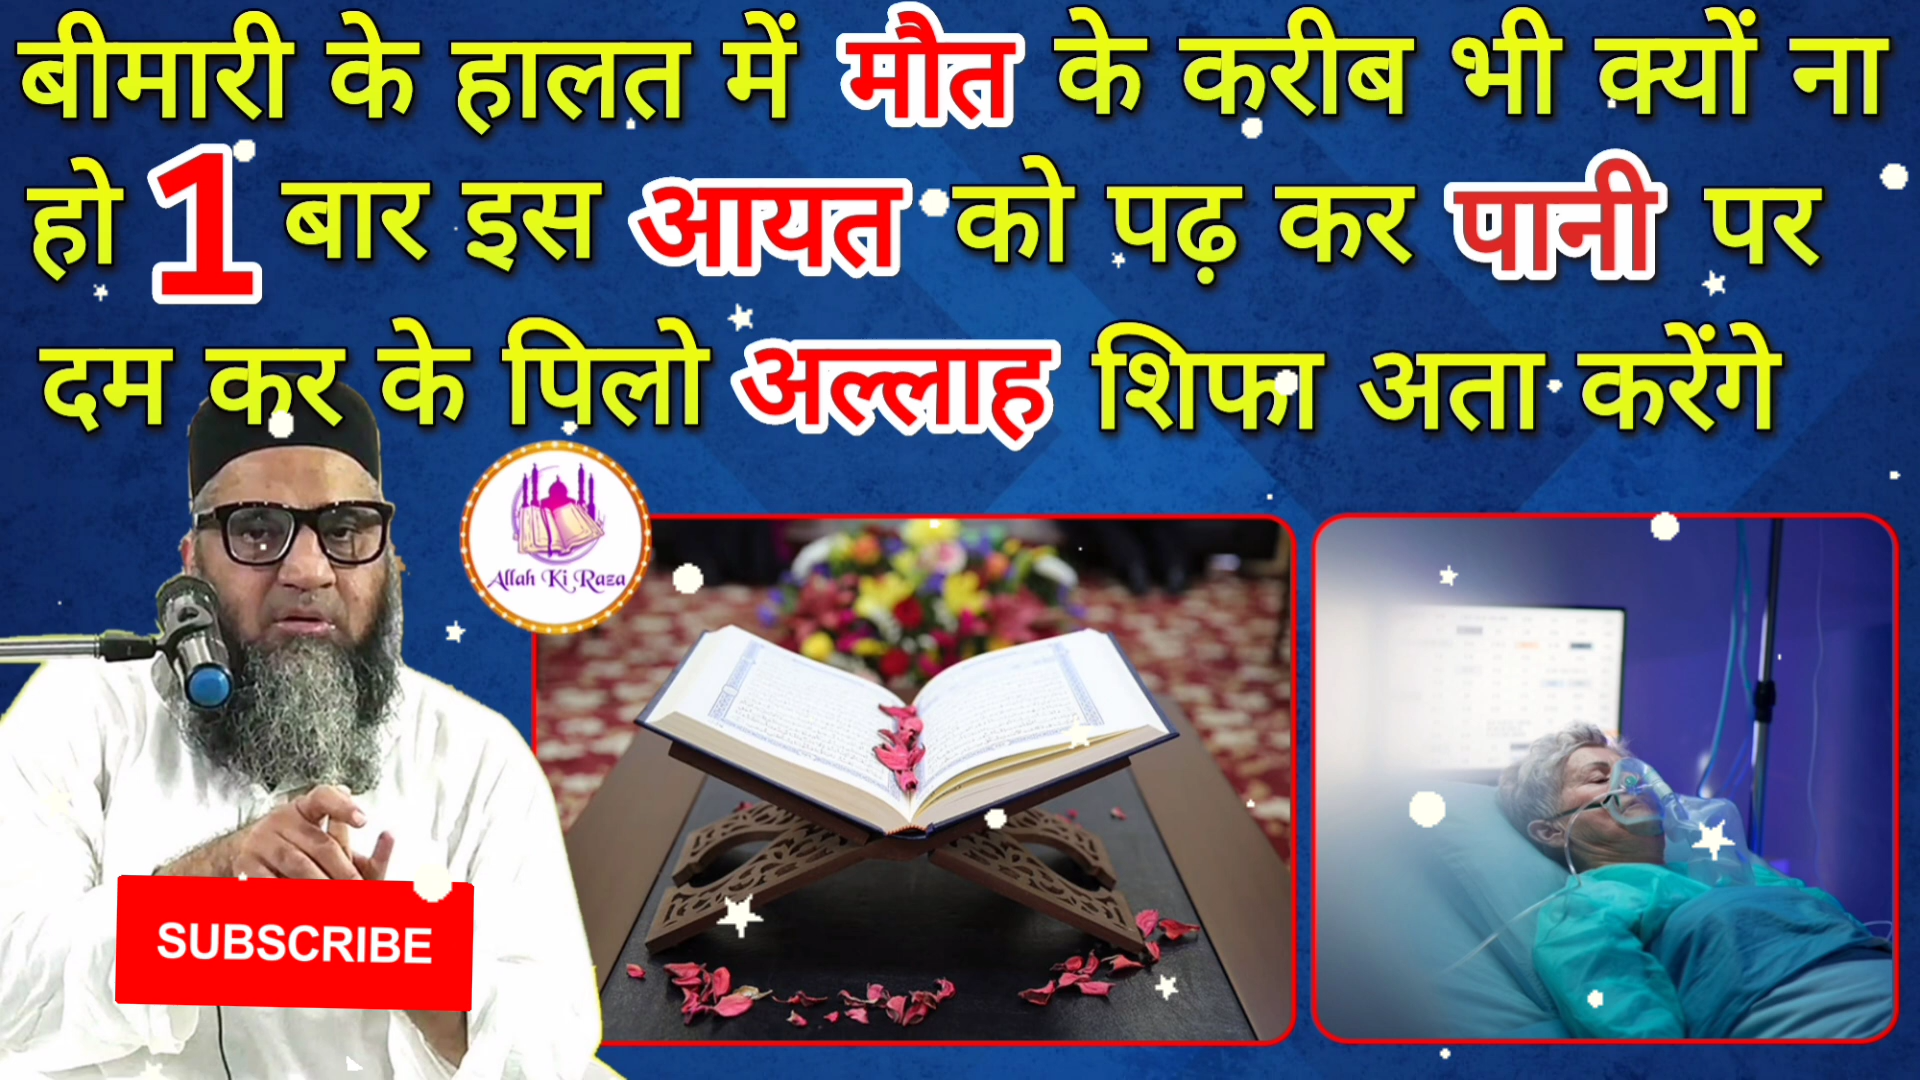 बीमारी के हालत में मौत के करीब भी क्यों ना
हो 1 बार इस आयत को पढ़ कर पानी पर
दम कर के पिलो अल्लाह शिफा अता करेंगे
Allah Ki Raza
SUBSCRIBE